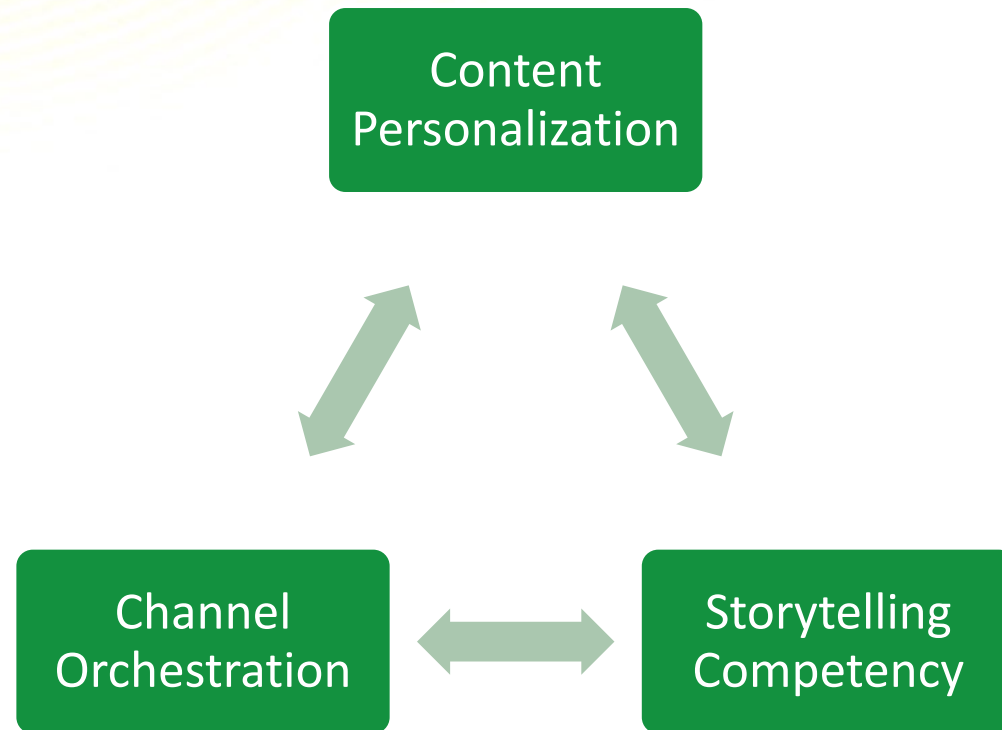 Content
Personalization
Channel
Orchestration
Storytelling
Competency